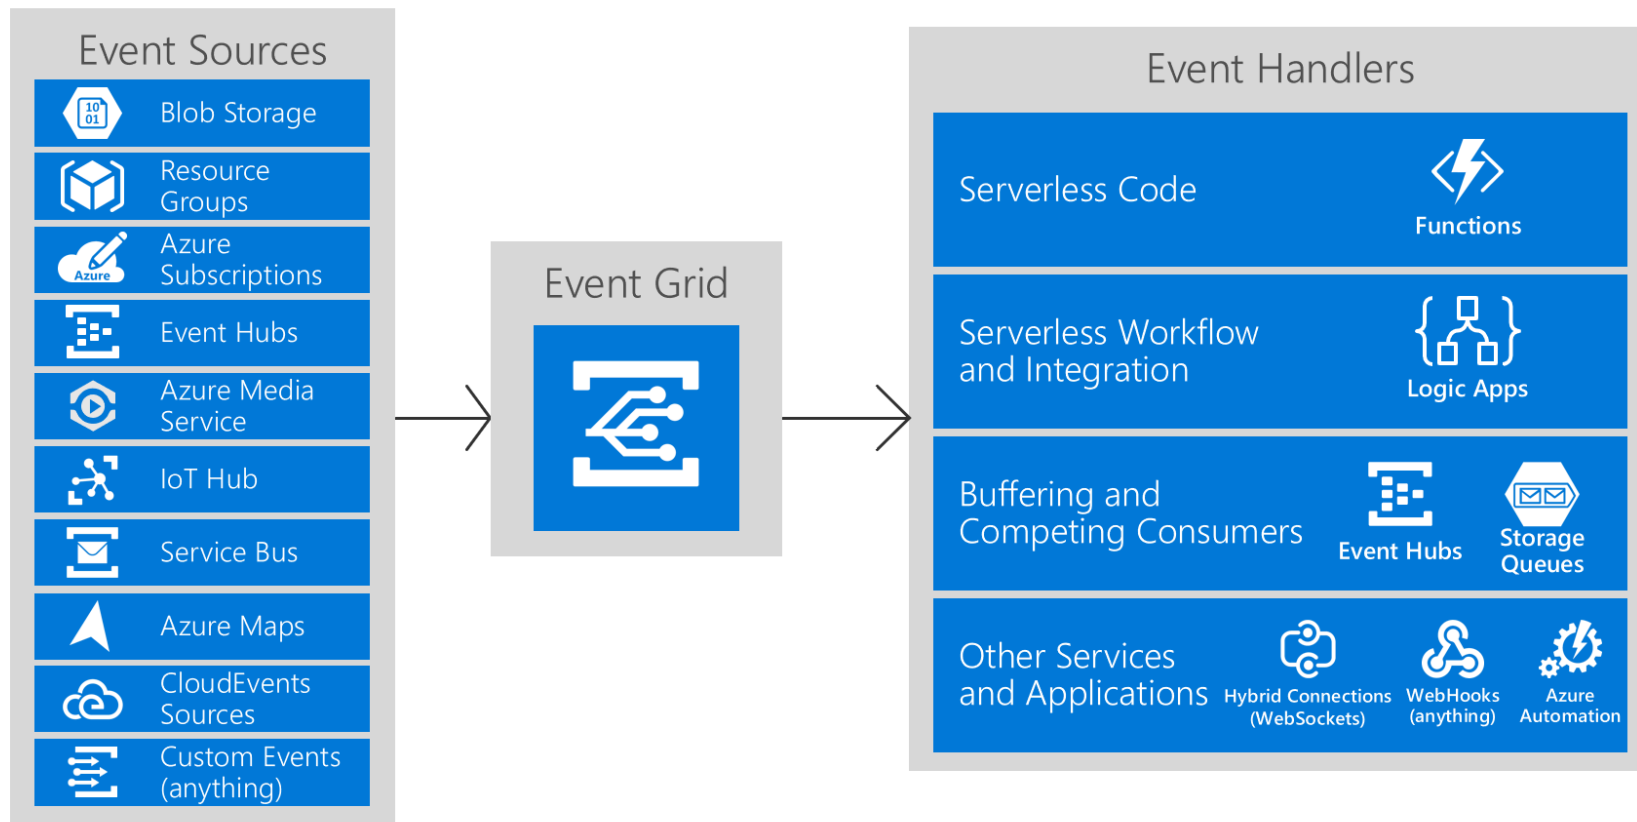 Event Sources
10
01
Blob Storage
Resource
Groups
Azure
Azure
Subscriptions
Event Hubs
Azure Media
Service
IoT Hub
Service Bus
Azure Maps
CloudEvents
Sources
Custom Events
(anything)
Event Grid
Event Handlers
Serverless Code
Functions
Serverless Workflow
and Integration
Logic Apps
Buffering and
Competing Consumers
Event Hubs
Storage
Queues
Other Services
and Applications
Hybrid Connections
(WebSockets)
WebHooks
(anything)
Azure
Automation